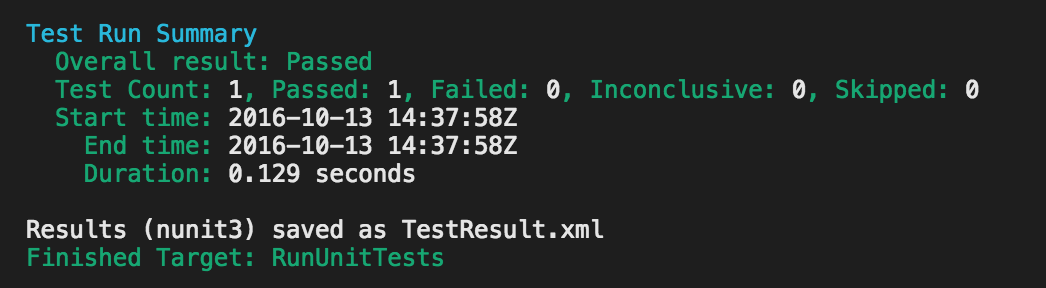 Test Run Summary
Overall result: Passed
Test Count: 1, Passed: 1, Failed: 0, Inconclusive: 0, Skipped: 0
Start time: 2016-10-13 14:37:58Z
End time: 2016-10-13 14:37:58Z
Duration: 0.129 seconds
Results (nunit3) saved as TestResult.xml
Finished Target: RunUnitTests